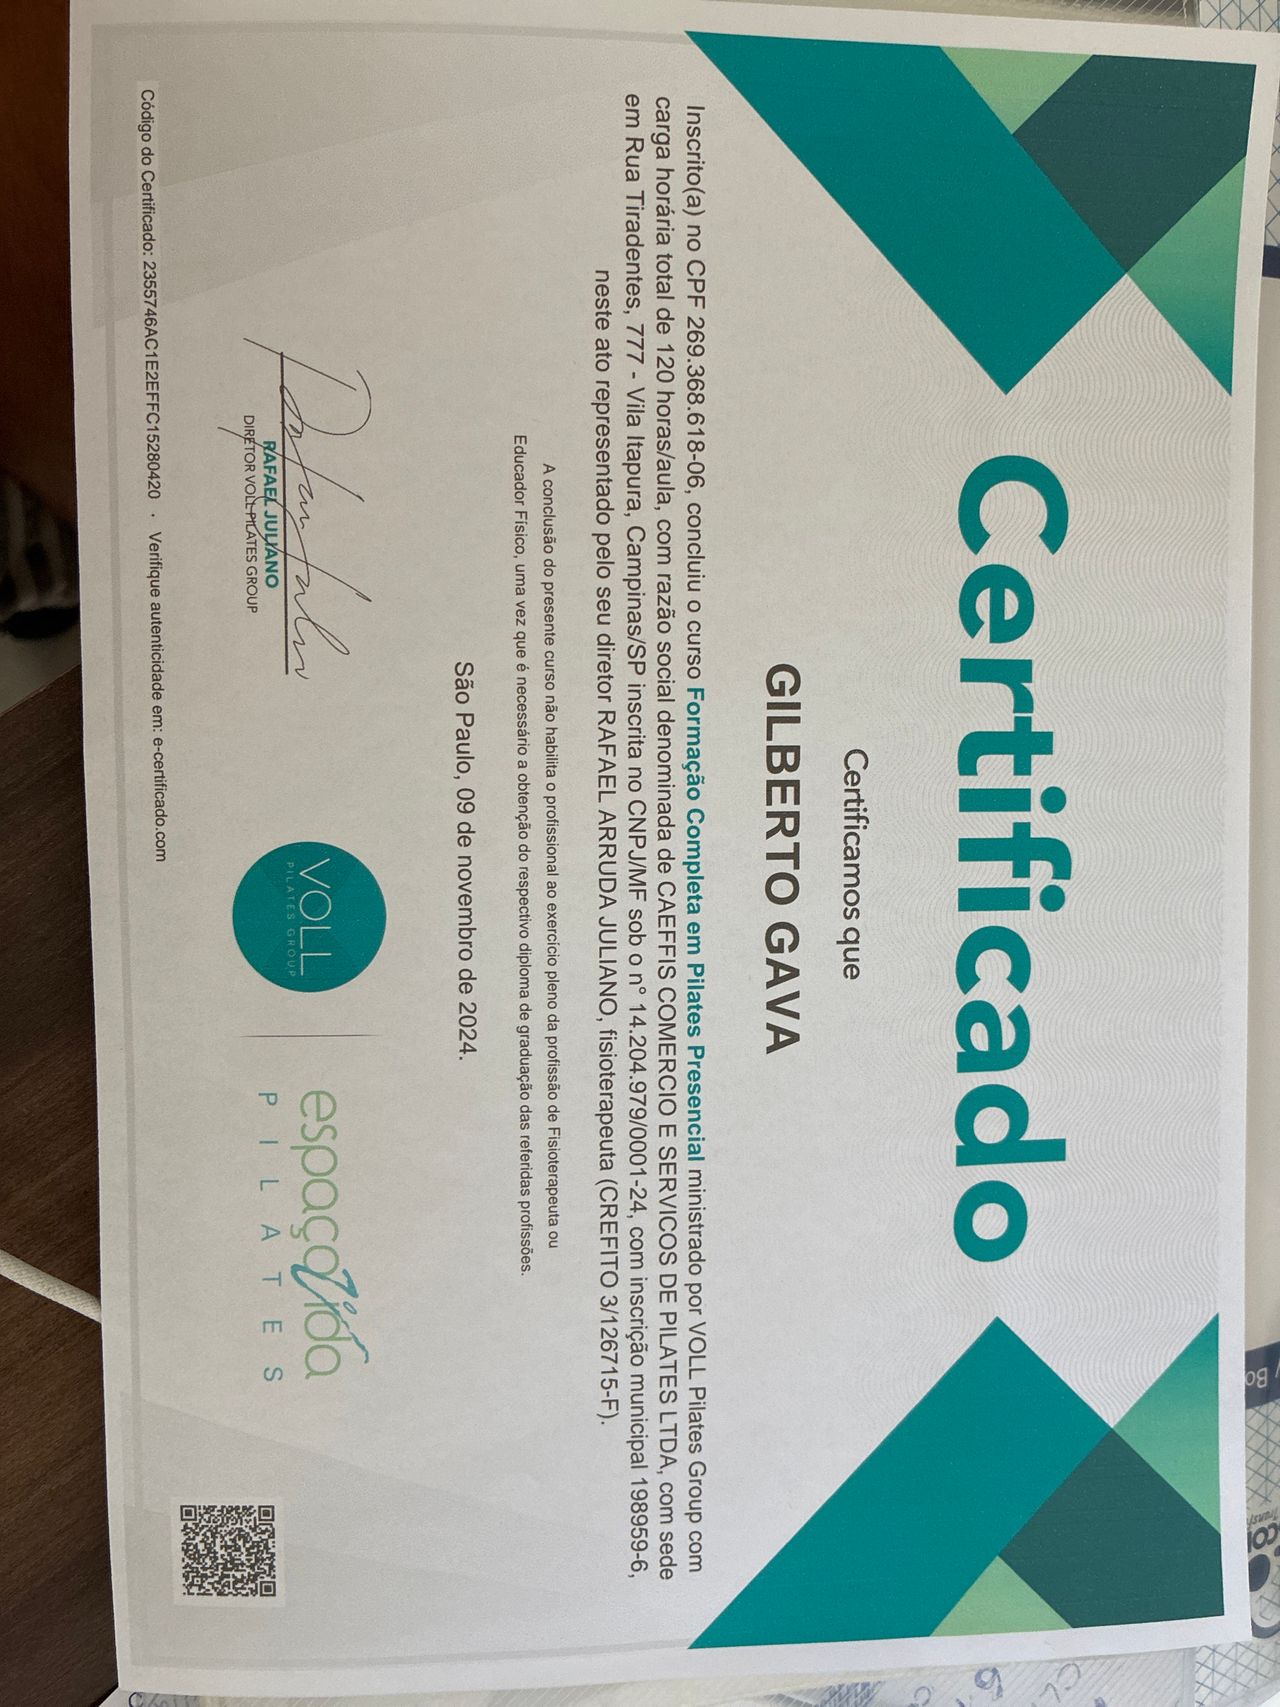 Certificado
Certificamos que
GILBERTO GAVA
Inscrito(a) no CPF 269.368.618-06, concluiu o curso Formação Completa em Pilates Presencial ministrado por VOLL Pilates Group com
carga horária total de 120 horas/aula, com razão social denominada de CAEFFIS COMERCIO E SERVICOS DE PILATES LTDA, com sede
em Rua Tiradentes, 777 - Vila Itapura, Campinas/SP inscrita no CNPJ/MF sob o n° 14.204.979/0001-24, com inscrição municipal 198959-6,
neste ato representado pelo seu diretor RAFAEL ARRUDA JULIANO, fisioterapeuta (CREFITO 3/126715-F).
A conclusão do presente curso não habilita o profissional ao exercício pleno da profissão de Fisioterapeuta ou
Educador Físico, uma vez que é necessário a obtenção do respectivo diploma de graduação das referidas profissões.
São Paulo, 09 de novembro de 2024.
RAFAEL JULIANO
DIRETOR VOLL PILATES GROUP
VOLL
PILATES GROUP
espaçovida
PILATES
Código do Certificado: 2355746AC1E2EFFC15280420 · Verifique autenticidade em: e-certificado.com